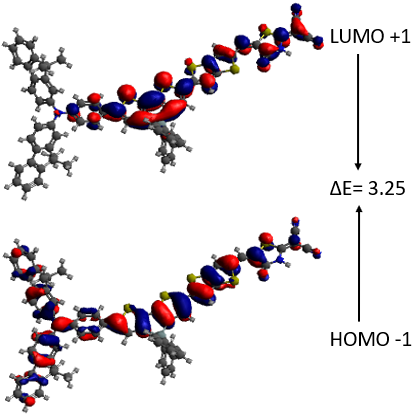 LUMO +1
ΔE= 3.25
HOMO -1